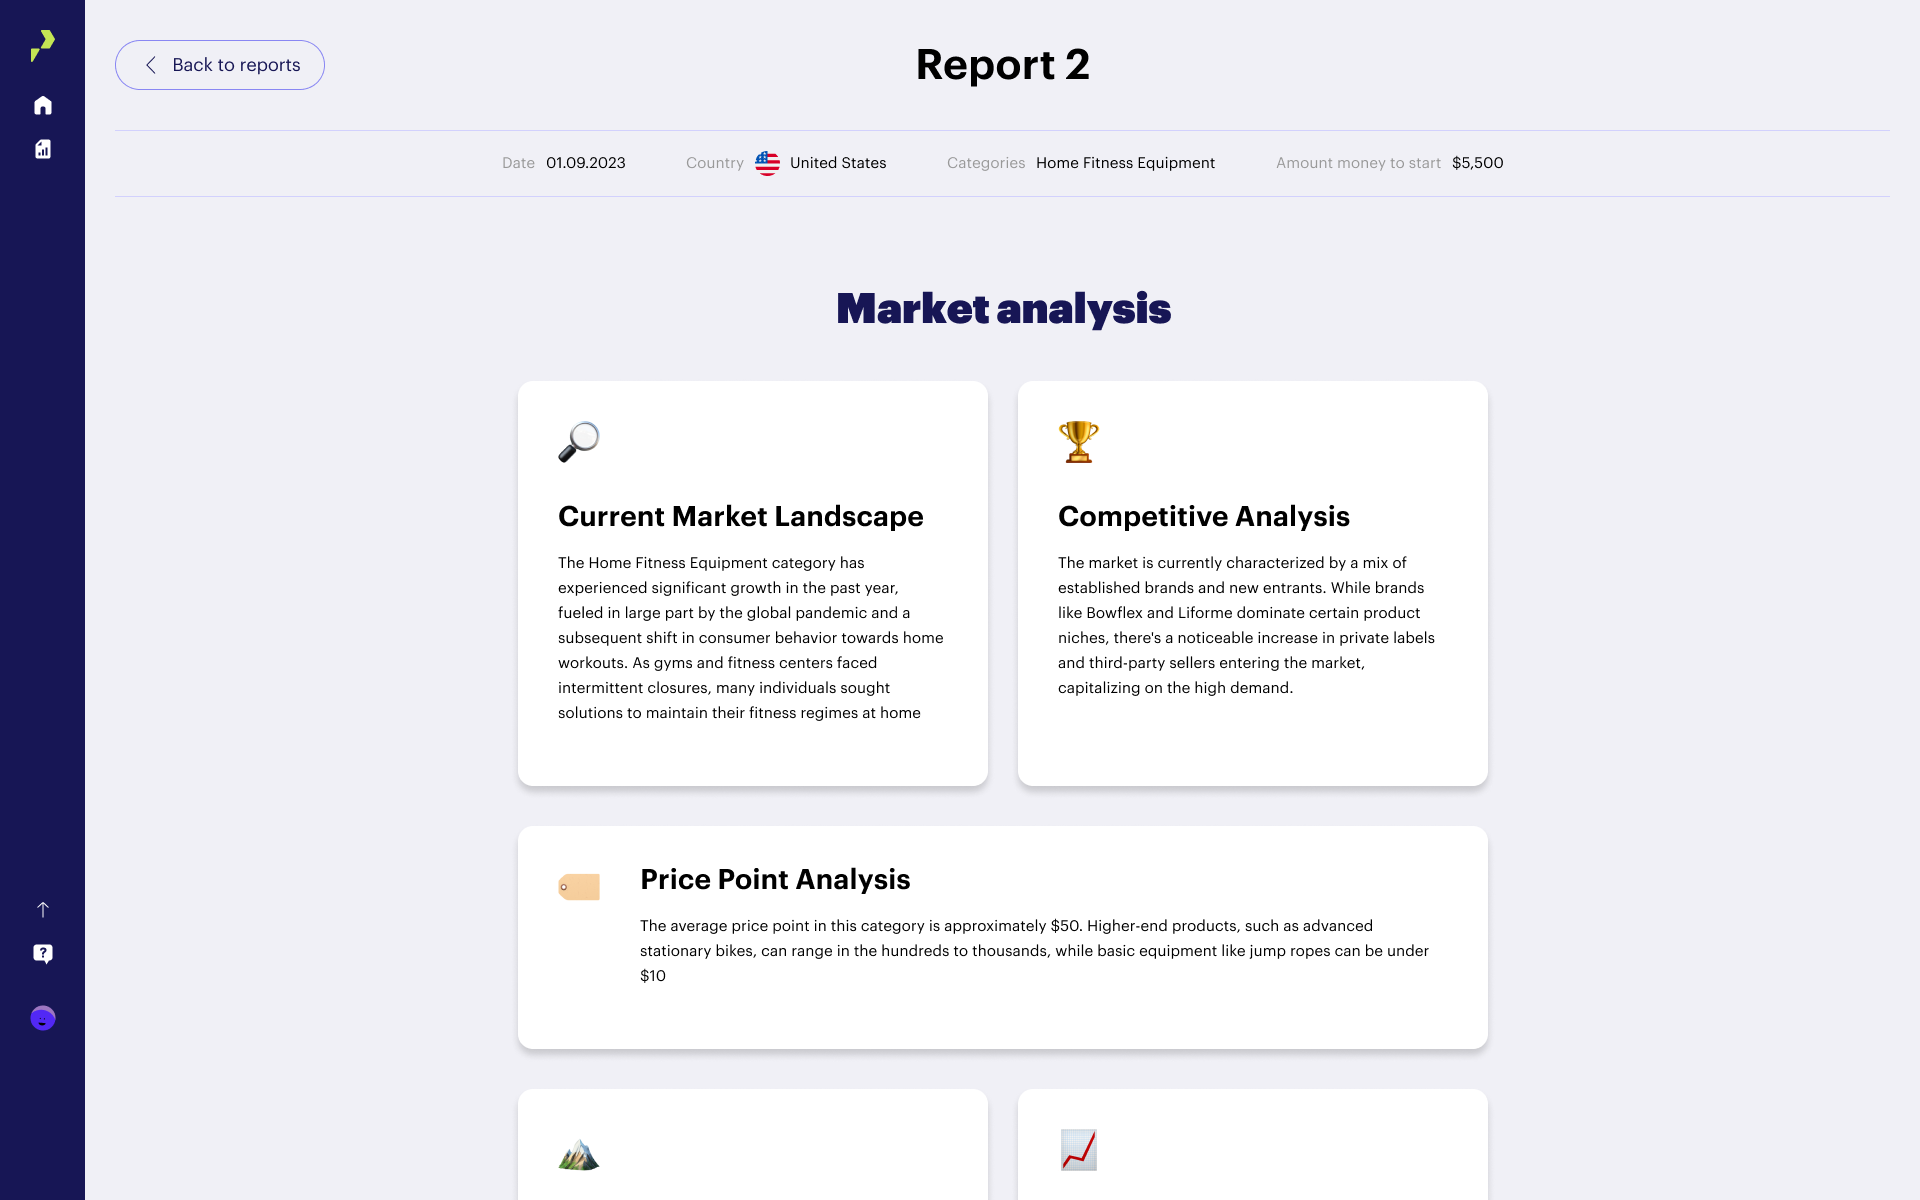 Back to reports
Report 2
Date 01.09.2023 Country United States Categories Home Fitness Equipment Amount money to start $5,500
Market analysis
Current Market Landscape
The Home Fitness Equipment category has
experienced significant growth in the past year,
fueled in large part by the global pandemic and a
subsequent shift in consumer behavior towards home
workouts. As gyms and fitness centers faced
intermittent closures, many individuals sought
solutions to maintain their fitness regimes at home
Competitive Analysis
The market is currently characterized by a mix of
established brands and new entrants. While brands
like Bowflex and Liforme dominate certain product
niches, there's a noticeable increase in private labels
and third-party sellers entering the market,
capitalizing on the high demand.
Price Point Analysis
The average price point in this category is approximately $50. Higher-end products, such as advanced
stationary bikes, can range in the hundreds to thousands, while basic equipment like jump ropes can be under
$10